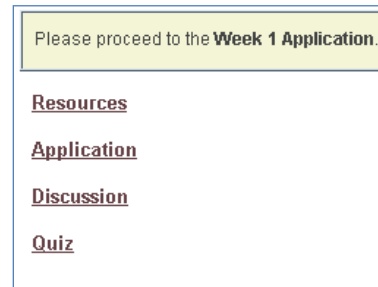 Please proceed to the Week 1 Application.
Resources
Application
Discussion
Quiz